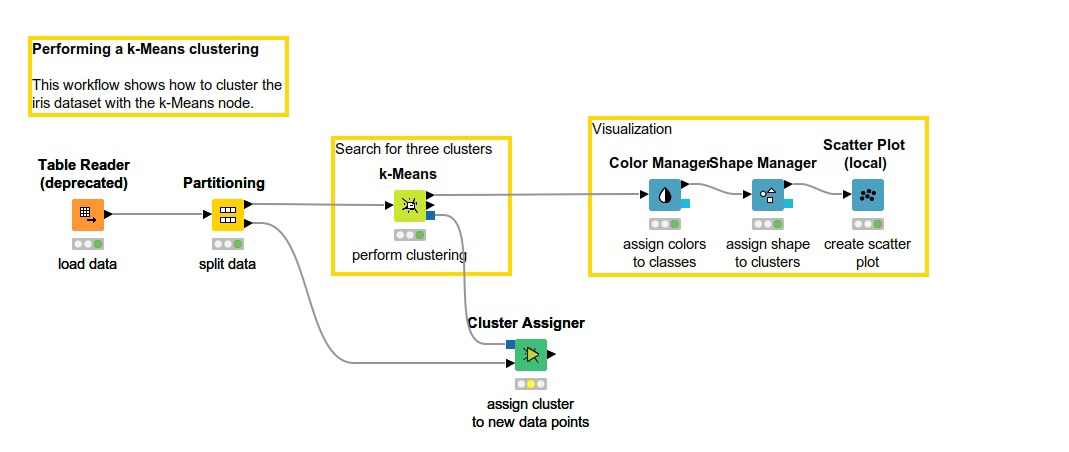 Performing a k-Means clustering
This workflow shows how to cluster the
iris dataset with the k-Means node.
Table Reader
(deprecated)
load data
Partitioning
split data
Search for three clusters
k-Means
perform clustering
Cluster Assigner
assign cluster
to new data points
Visualization
Color Manager
assign colors
to classes
Shape Manager
assign shape
to clusters
Scatter Plot
(local)
create scatter
plot